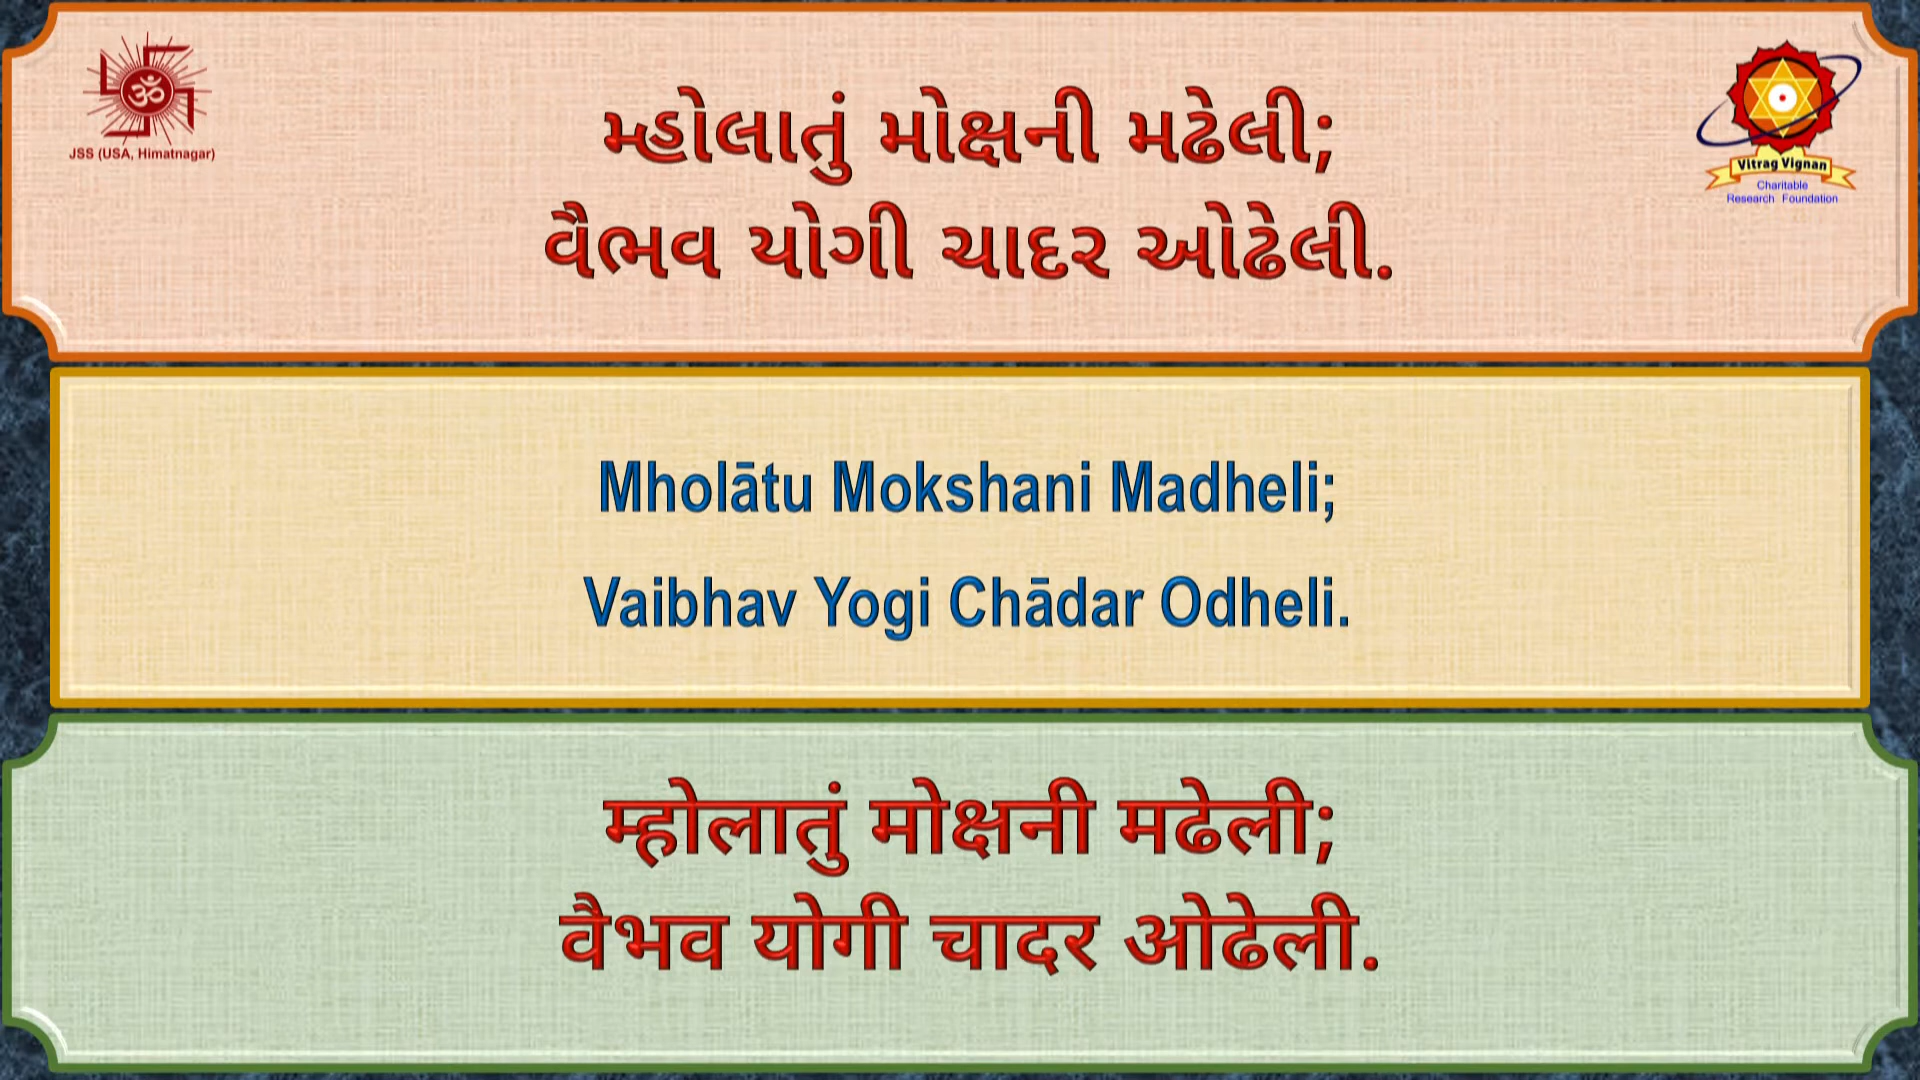 ॐ
JSS (USA, Himatnagar)
Vitrag Vignan
Charitable
Research Foundation
મ્હોલાતું મોક્ષની મઢેલી;
વૈભવ યોગી ચાદર ઓઢેલી.
Mholātu Mokshani Madheli;
Vaibhav Yogi Chādar Odheli.
म्होलातुं मोक्षनी मढेली;
वैभव योगी चादर ओढेली.